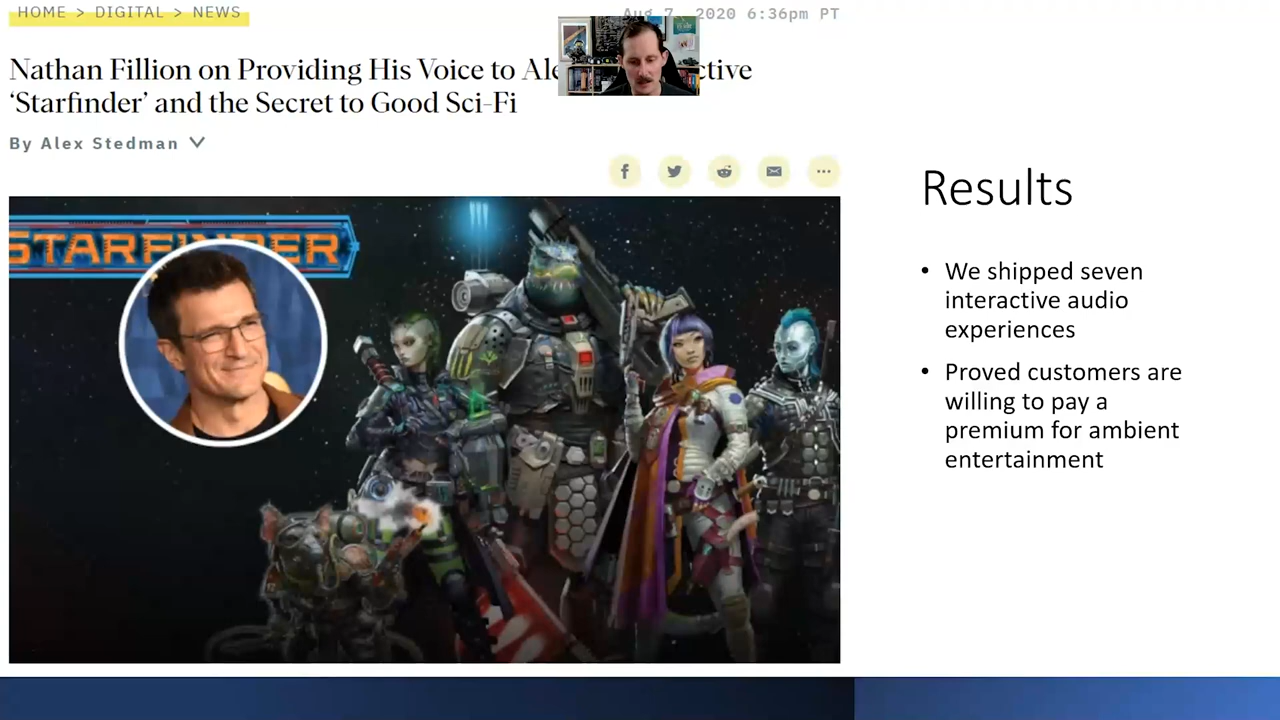 HOME > DIGITAL > NEWS
Aug 7, 2020 6:36pm PT
Nathan Fillion on Providing His Voice to
'Starfinder' and the Secret to Good Sci-Fi
By Alex Stedman
STARFINDER
Results
• We shipped seven
interactive audio
experiences
• Proved customers are
willing to pay a
premium for ambient
entertainment